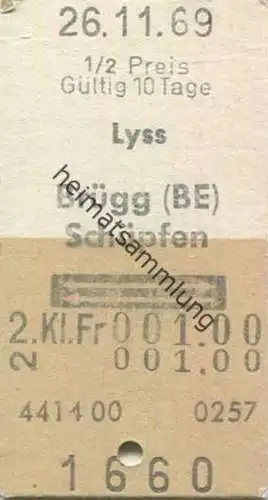 26.11.69
1/2 Preis
Gültig 10 Tage
Lyss
Brügg (BE)
Schüpfen
heimatsammlung
2.Kl.Fr 001.00
2 001.00
441400 0257
1660